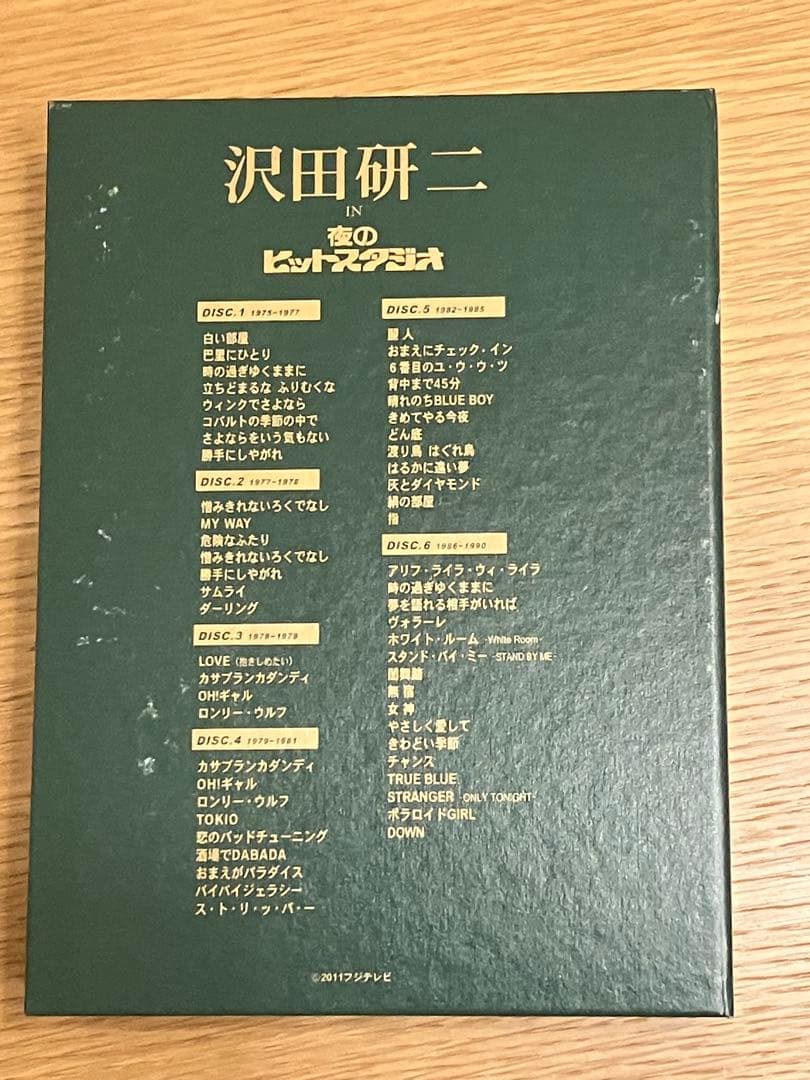 沢田研二
IN
夜の
ヒットスタジオ
DISC.1 1975-1977
白い部屋
巴里にひとり
時の過ぎゆくままに
立ちどまるな ふりむくな
ウィンクでさよなら
コバルトの季節の中で
さよならをいう気もない
勝手にしやがれ
DISC.2 1977-1978
憎みきれないろくでなし
MY WAY
危険なふたり
憎みきれないろくでなし
勝手にしやがれ
サムライ
ダーリング
DISC.3 1978-1979
LOVE(抱きしめたい)
カサブランカダンディ
OH!ギャル
ロンリー・ウルフ
DISC.4 1979-1981
カサブランカダンディ
OH!ギャル
ロンリー・ウルフ
TOKIO
恋のバッドチューニング
酒場でDABADA
おまえがパラダイス
バイバイジェラシー
ス・ト・リ・ッ・パ・ー
DISC.5 1982-1985
麗人
おまえにチェック・イン
6番目のユ・ウ・ウ・ツ
背中まで45分
晴れのちBLUE BOY
きめてやる今夜
どん底
渡り鳥 はぐれ鳥
はるかに遠い夢
灰とダイヤモンド
絹の部屋
指
DISC.6 1986-1990
アリフ・ライラ・ウィ・ライラ
時の過ぎゆくままに
夢を語れる相手がいれば
ヴォラーレ
ホワイト・ルーム -White Room-
スタンド・バイ・ミー -STAND BY ME-
闇舞踏
無宿
女神
やさしく愛して
きわどい季節
チャンス
TRUE BLUE
STRANGER -ONLY TONIGHT-
ポラロイドGIRL
DOWN
©2011フジテレビ